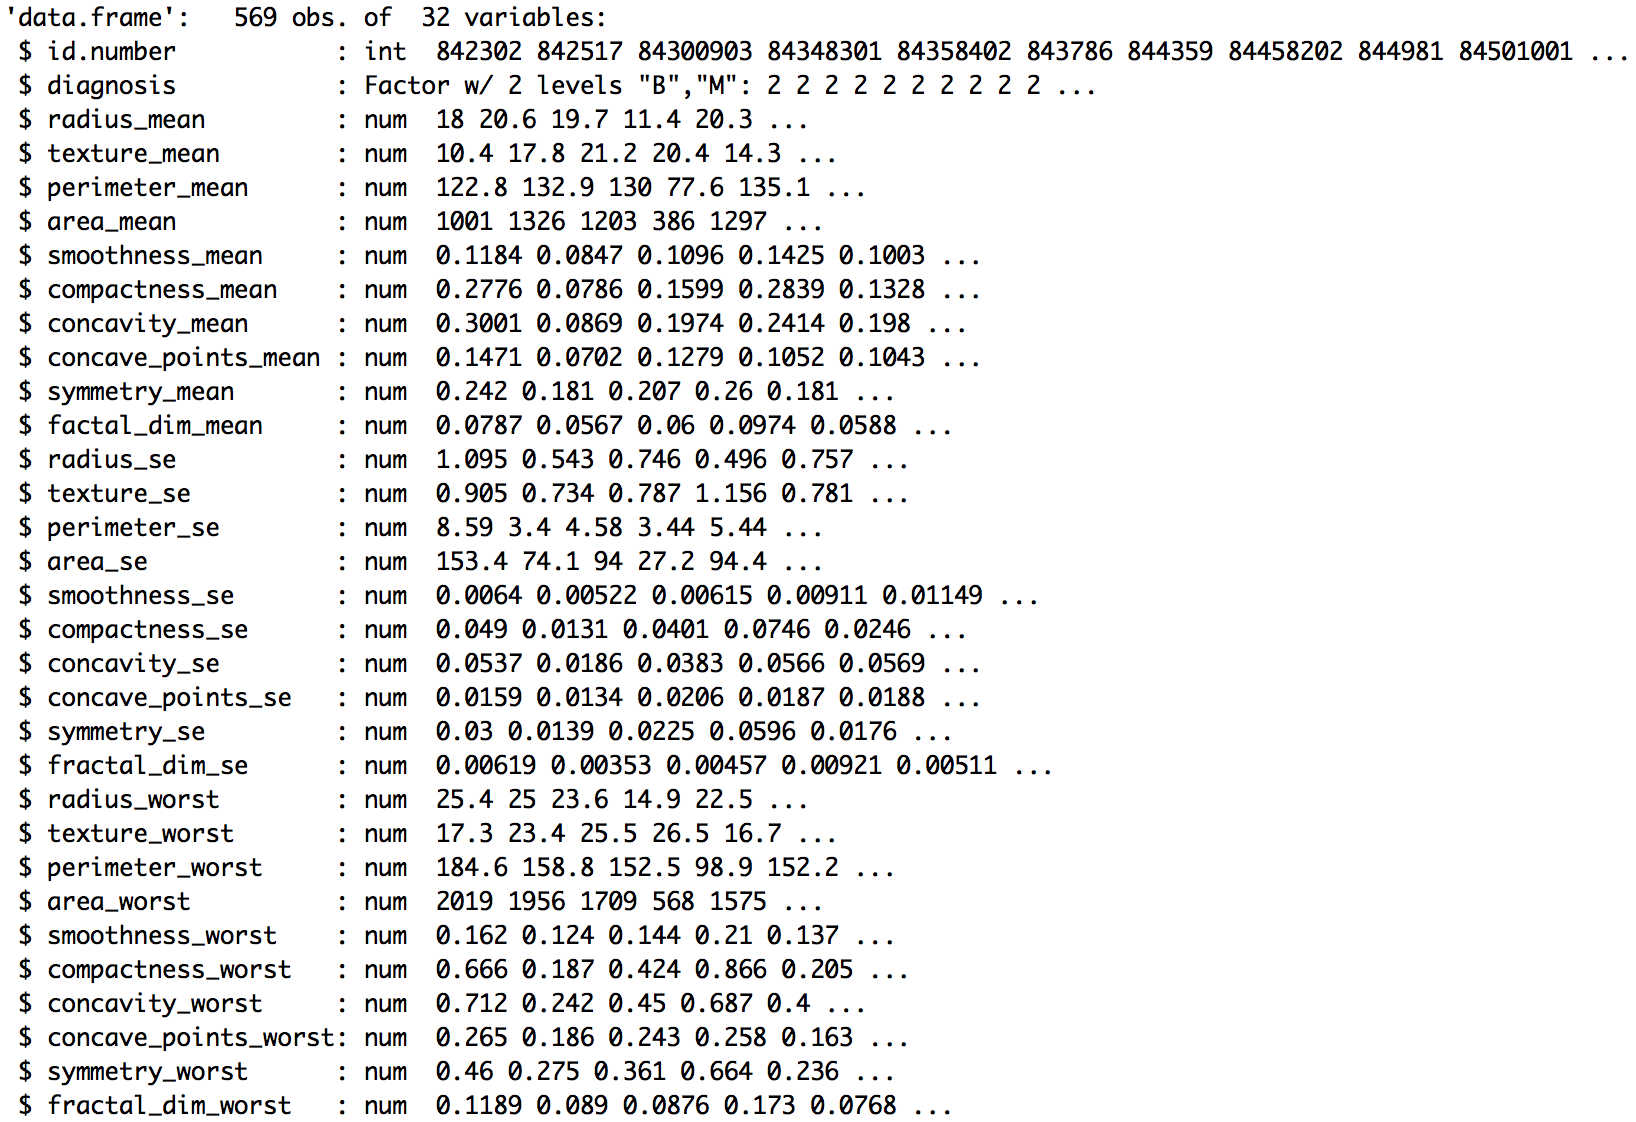 'data.frame':   569 obs. of  32 variables:
 $ id.number           : int  842302 842517 84300903 84348301 84358402 843786 844359 84458202 844981 84501001 ...
 $ diagnosis           : Factor w/ 2 levels "B","M": 2 2 2 2 2 2 2 2 2 2 ...
 $ radius_mean         : num  18 20.6 19.7 11.4 20.3 ...
 $ texture_mean        : num  10.4 17.8 21.2 20.4 14.3 ...
 $ perimeter_mean      : num  122.8 132.9 130 77.6 135.1 ...
 $ area_mean           : num  1001 1326 1203 386 1297 ...
 $ smoothness_mean     : num  0.1184 0.0847 0.1096 0.1425 0.1003 ...
 $ compactness_mean    : num  0.2776 0.0786 0.1599 0.2839 0.1328 ...
 $ concavity_mean      : num  0.3001 0.0869 0.1974 0.2414 0.198 ...
 $ concave_points_mean : num  0.1471 0.0702 0.1279 0.1052 0.1043 ...
 $ symmetry_mean       : num  0.242 0.181 0.207 0.26 0.181 ...
 $ factal_dim_mean     : num  0.0787 0.0567 0.06 0.0974 0.0588 ...
 $ radius_se           : num  1.095 0.543 0.746 0.496 0.757 ...
 $ texture_se          : num  0.905 0.734 0.787 1.156 0.781 ...
 $ perimeter_se        : num  8.59 3.4 4.58 3.44 5.44 ...
 $ area_se             : num  153.4 74.1 94 27.2 94.4 ...
 $ smoothness_se       : num  0.0064 0.00522 0.00615 0.00911 0.01149 ...
 $ compactness_se      : num  0.049 0.0131 0.0401 0.0746 0.0246 ...
 $ concavity_se        : num  0.0537 0.0186 0.0383 0.0566 0.0569 ...
 $ concave_points_se   : num  0.0159 0.0134 0.0206 0.0187 0.0188 ...
 $ symmetry_se         : num  0.03 0.0139 0.0225 0.0596 0.0176 ...
 $ fractal_dim_se      : num  0.00619 0.00353 0.00457 0.00921 0.00511 ...
 $ radius_worst        : num  25.4 25 23.6 14.9 22.5 ...
 $ texture_worst       : num  17.3 23.4 25.5 26.5 16.7 ...
 $ perimeter_worst     : num  184.6 158.8 152.5 98.9 152.2 ...
 $ area_worst          : num  2019 1956 1709 568 1575 ...
 $ smoothness_worst    : num  0.162 0.124 0.144 0.21 0.137 ...
 $ compactness_worst   : num  0.666 0.187 0.424 0.866 0.205 ...
 $ concavity_worst     : num  0.712 0.242 0.45 0.687 0.4 ...
 $ concave_points_worst: num  0.265 0.186 0.243 0.258 0.163 ...
 $ symmetry_worst      : num  0.46 0.275 0.361 0.664 0.236 ...
 $ fractal_dim_worst   : num  0.1189 0.089 0.0876 0.173 0.0768 ...